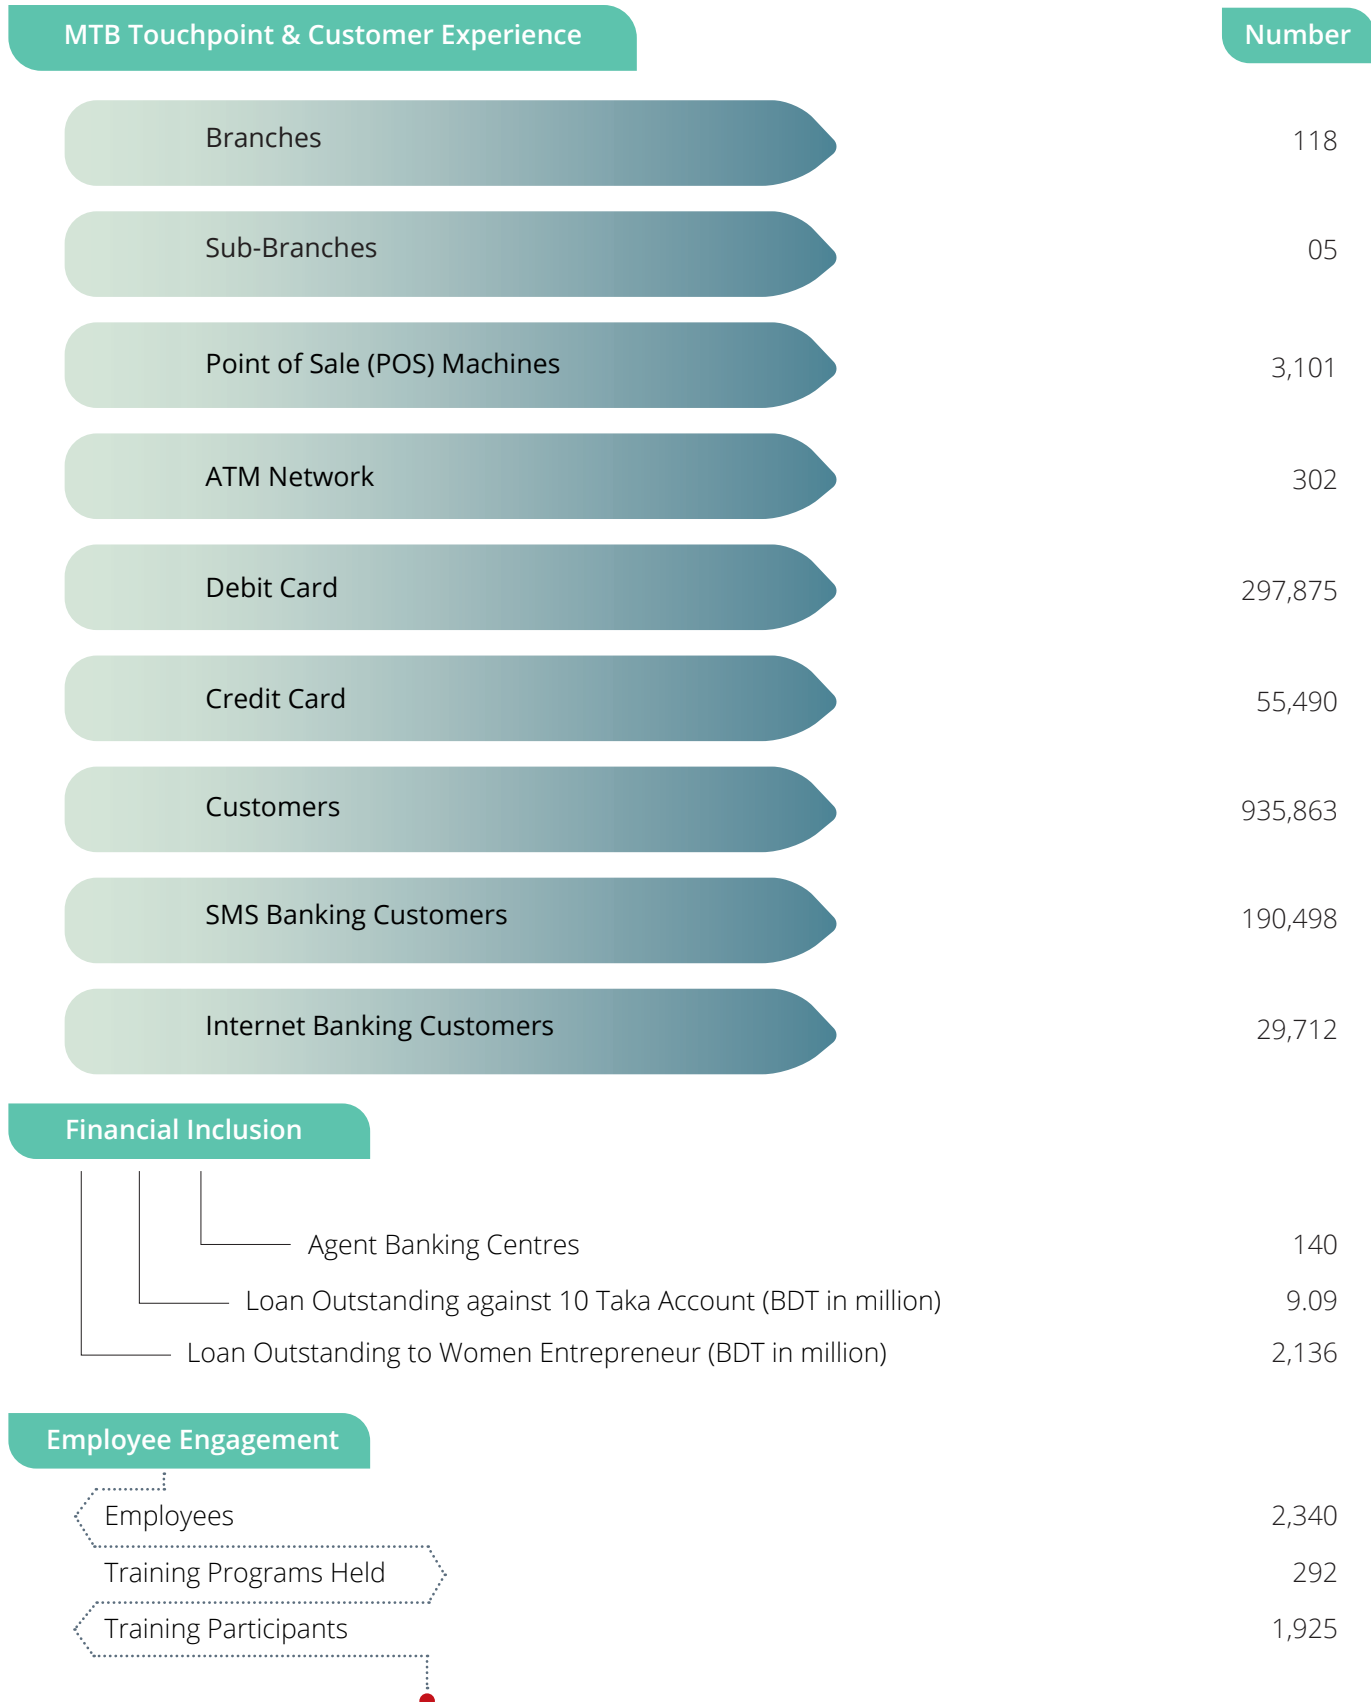 MTB Touchpoint & Customer Experience Number
Branches 118
Sub-Branches 05
Point of Sale (POS) Machines 3,101
ATM Network 302
Debit Card 297,875
Credit Card 55,490
Customers 935,863
SMS Banking Customers 190,498
Internet Banking Customers 29,712
Financial Inclusion
Agent Banking Centres 140
Loan Outstanding against 10 Taka Account (BDT in million) 9.09
Loan Outstanding to Women Entrepreneur (BDT in million) 2,136
Employee Engagement
Employees 2,340
Training Programs Held 292
Training Participants 1,925